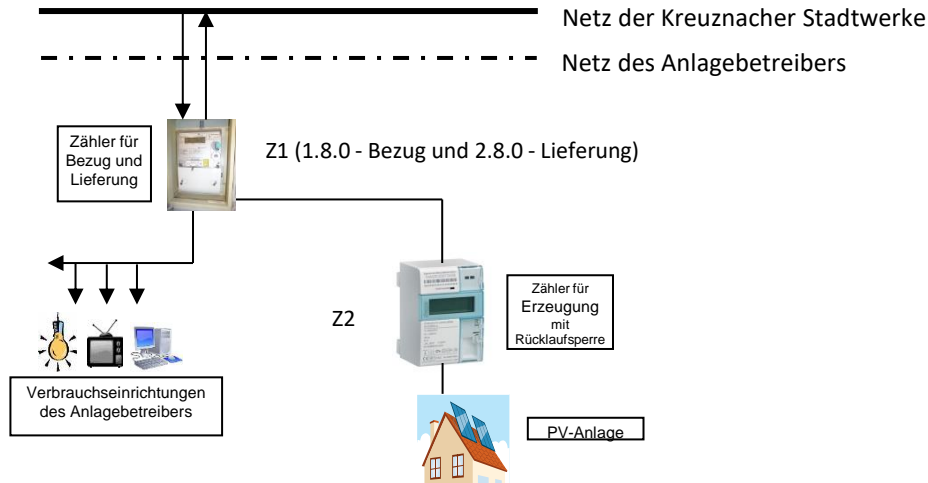 Netz der Kreuznacher Stadtwerke
Netz des Anlagebetreibers
Zähler für
Bezug und
Lieferung
Z1 (1.8.0 - Bezug und 2.8.0 - Lieferung)
Z2
Zähler für
Erzeugung
mit
Rücklaufsperre
Verbrauchseinrichtungen
des Anlagebetreibers
PV-Anlage